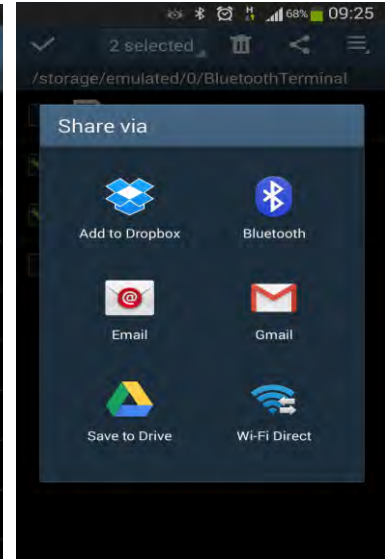 68% 09:25
2 selected
/storage/emulated/0/BluetoothTerminal
Share via
Add to Dropbox
Bluetooth
Email
Gmail
Save to Drive
Wi-Fi Direct